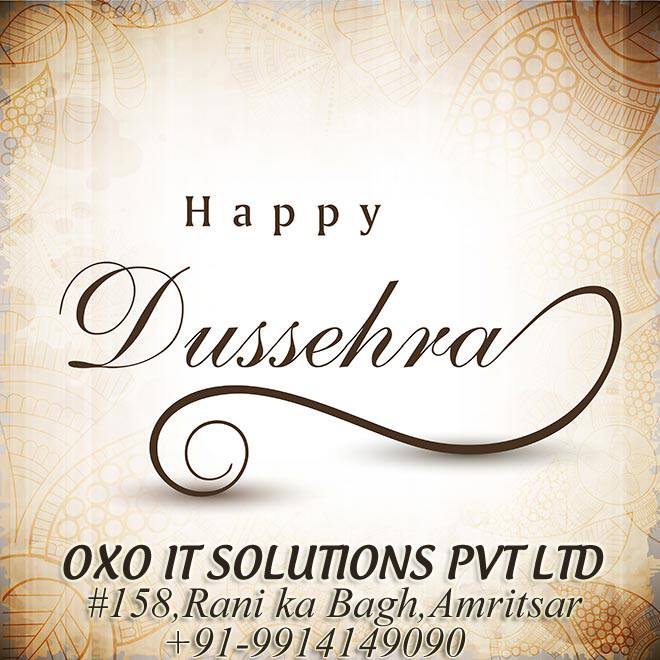 Happy
Dussehra
OXO IT SOLUTIONS PVT LTD
#158,Rani ka Bagh,Amritsar
+91-9914149090